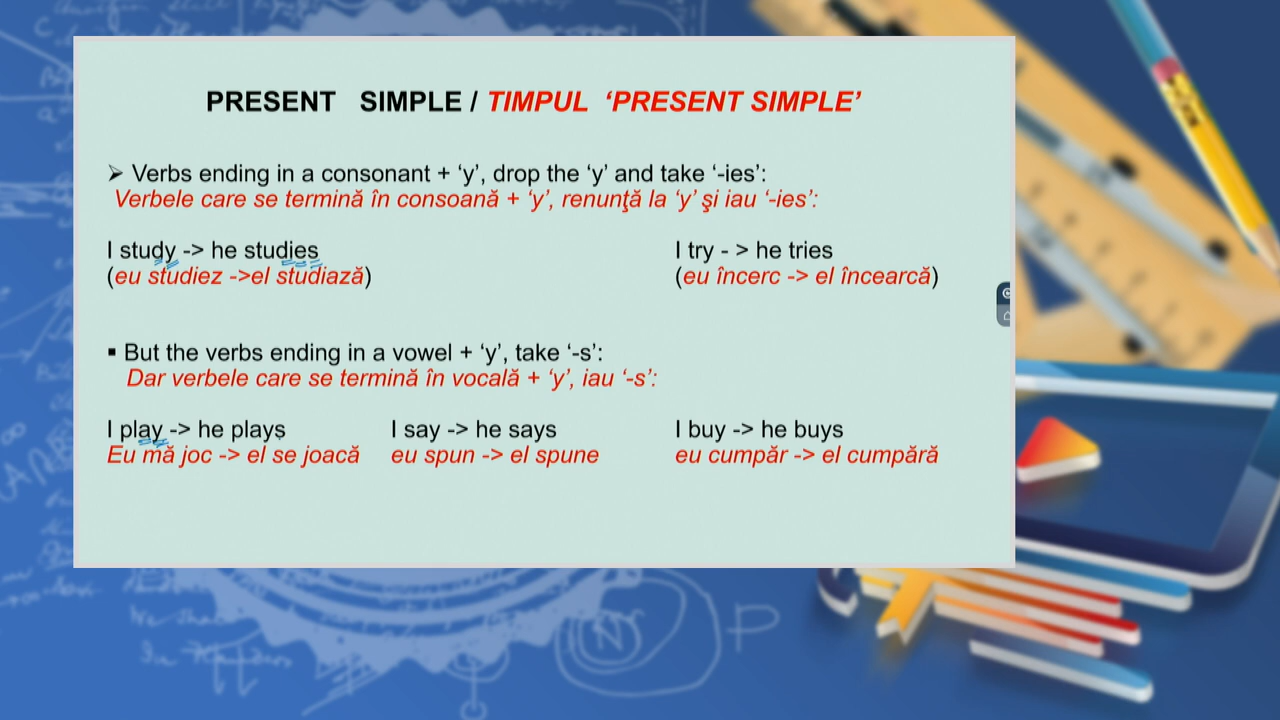 PRESENT SIMPLE / TIMPUL ‘PRESENT SIMPLE’
➢ Verbs ending in a consonant + ‘y’, drop the ‘y’ and take ‘-ies’:
Verbele care se termină în consoană + ‘y’, renunţă la ‘y’ şi iau ‘-ies’:
I study -> he studies
(eu studiez ->el studiază)
I try - > he tries
(eu încerc -> el încearcă)
▪ But the verbs ending in a vowel + ‘y’, take ‘-s’:
Dar verbele care se termină în vocală + ‘y’, iau ‘-s’:
I play -> he plays
Eu mă joc -> el se joacă
I say -> he says
eu spun -> el spune
I buy -> he buys
eu cumpăr -> el cumpără
N
P